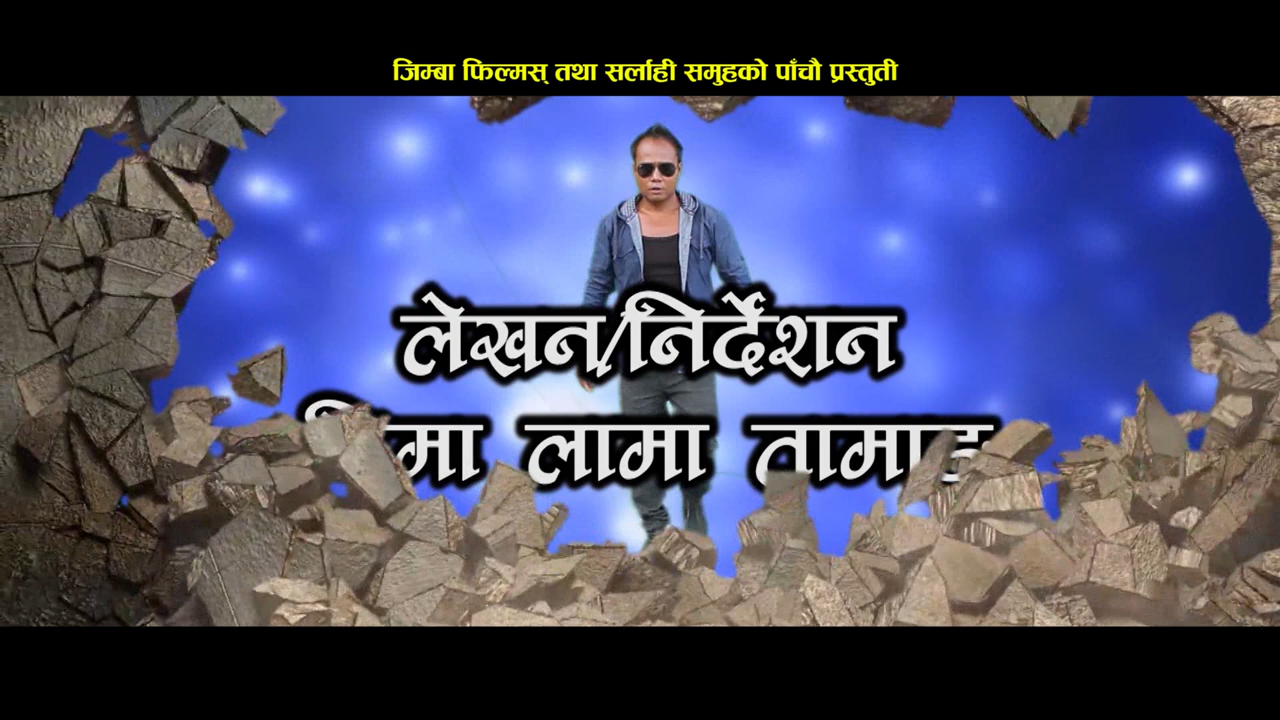 जिम्बा फिल्मस् तथा सर्लाही समुहको पाँचौ प्रस्तुती
लेखन/निर्देशन
लामा